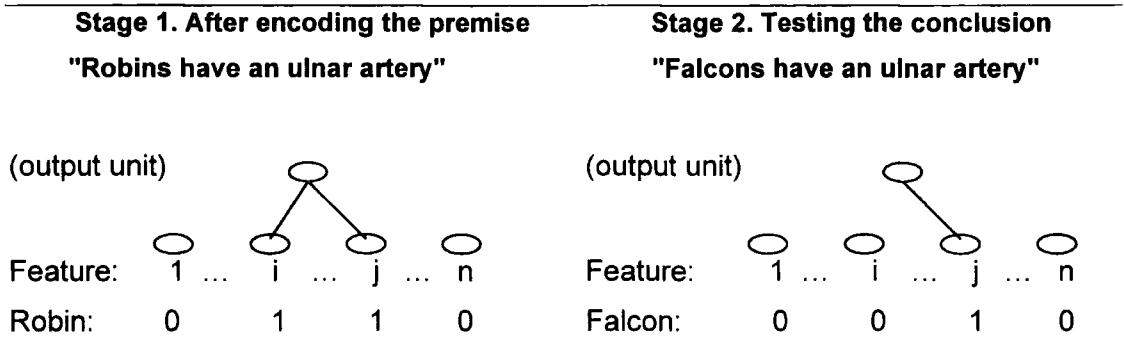 Stage 1. After encoding the premise
"Robins have an ulnar artery"
(output unit)
Feature: 1 ... i ... j ... n
Robin: 0 1 1 0
Stage 2. Testing the conclusion
"Falcons have an ulnar artery"
(output unit)
Feature: 1 ... i ... j ... n
Falcon: 0 0 1 0